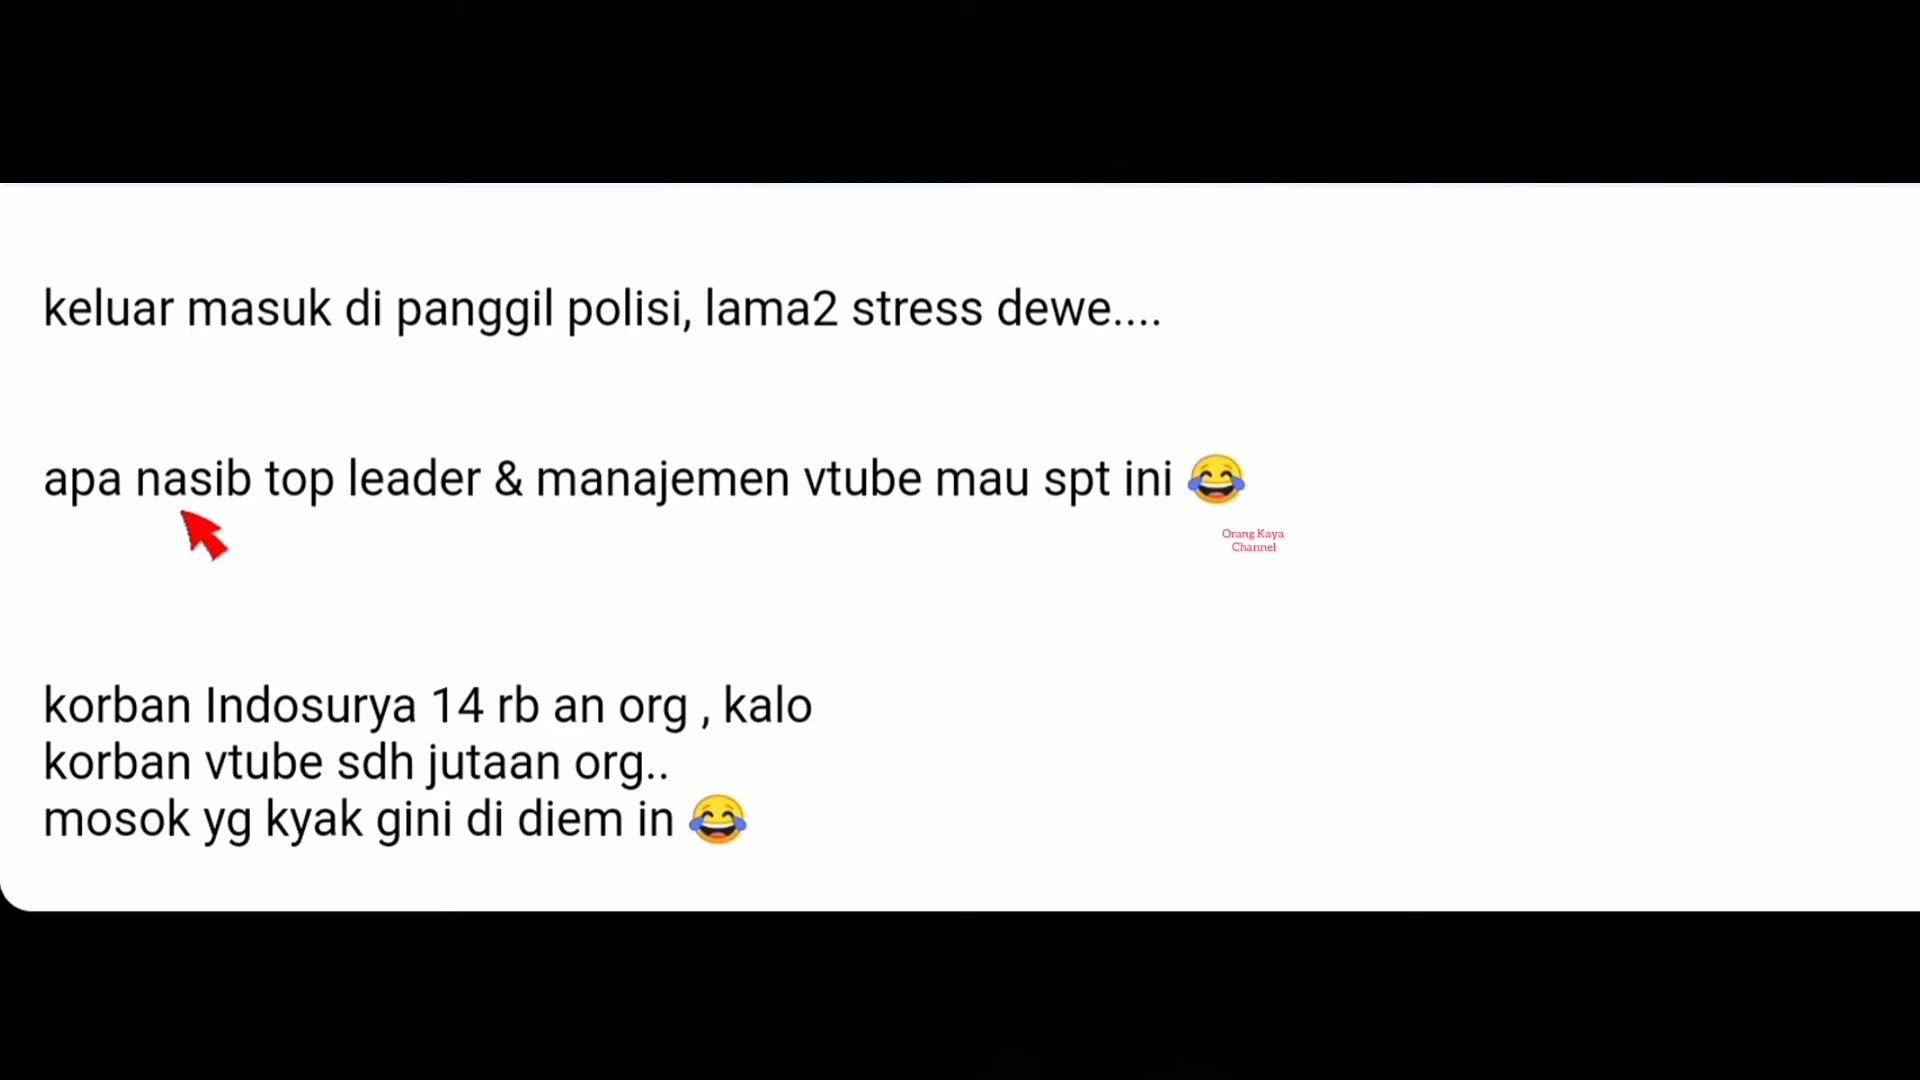 keluar masuk di panggil polisi, lama2 stress dewe....
apa nasib top leader & manajemen vtube mau spt ini 😂
Orang Kaya
Channel
korban Indosurya 14 rb an org , kalo
korban vtube sdh jutaan org..
mosok yg kyak gini di diem in 😂